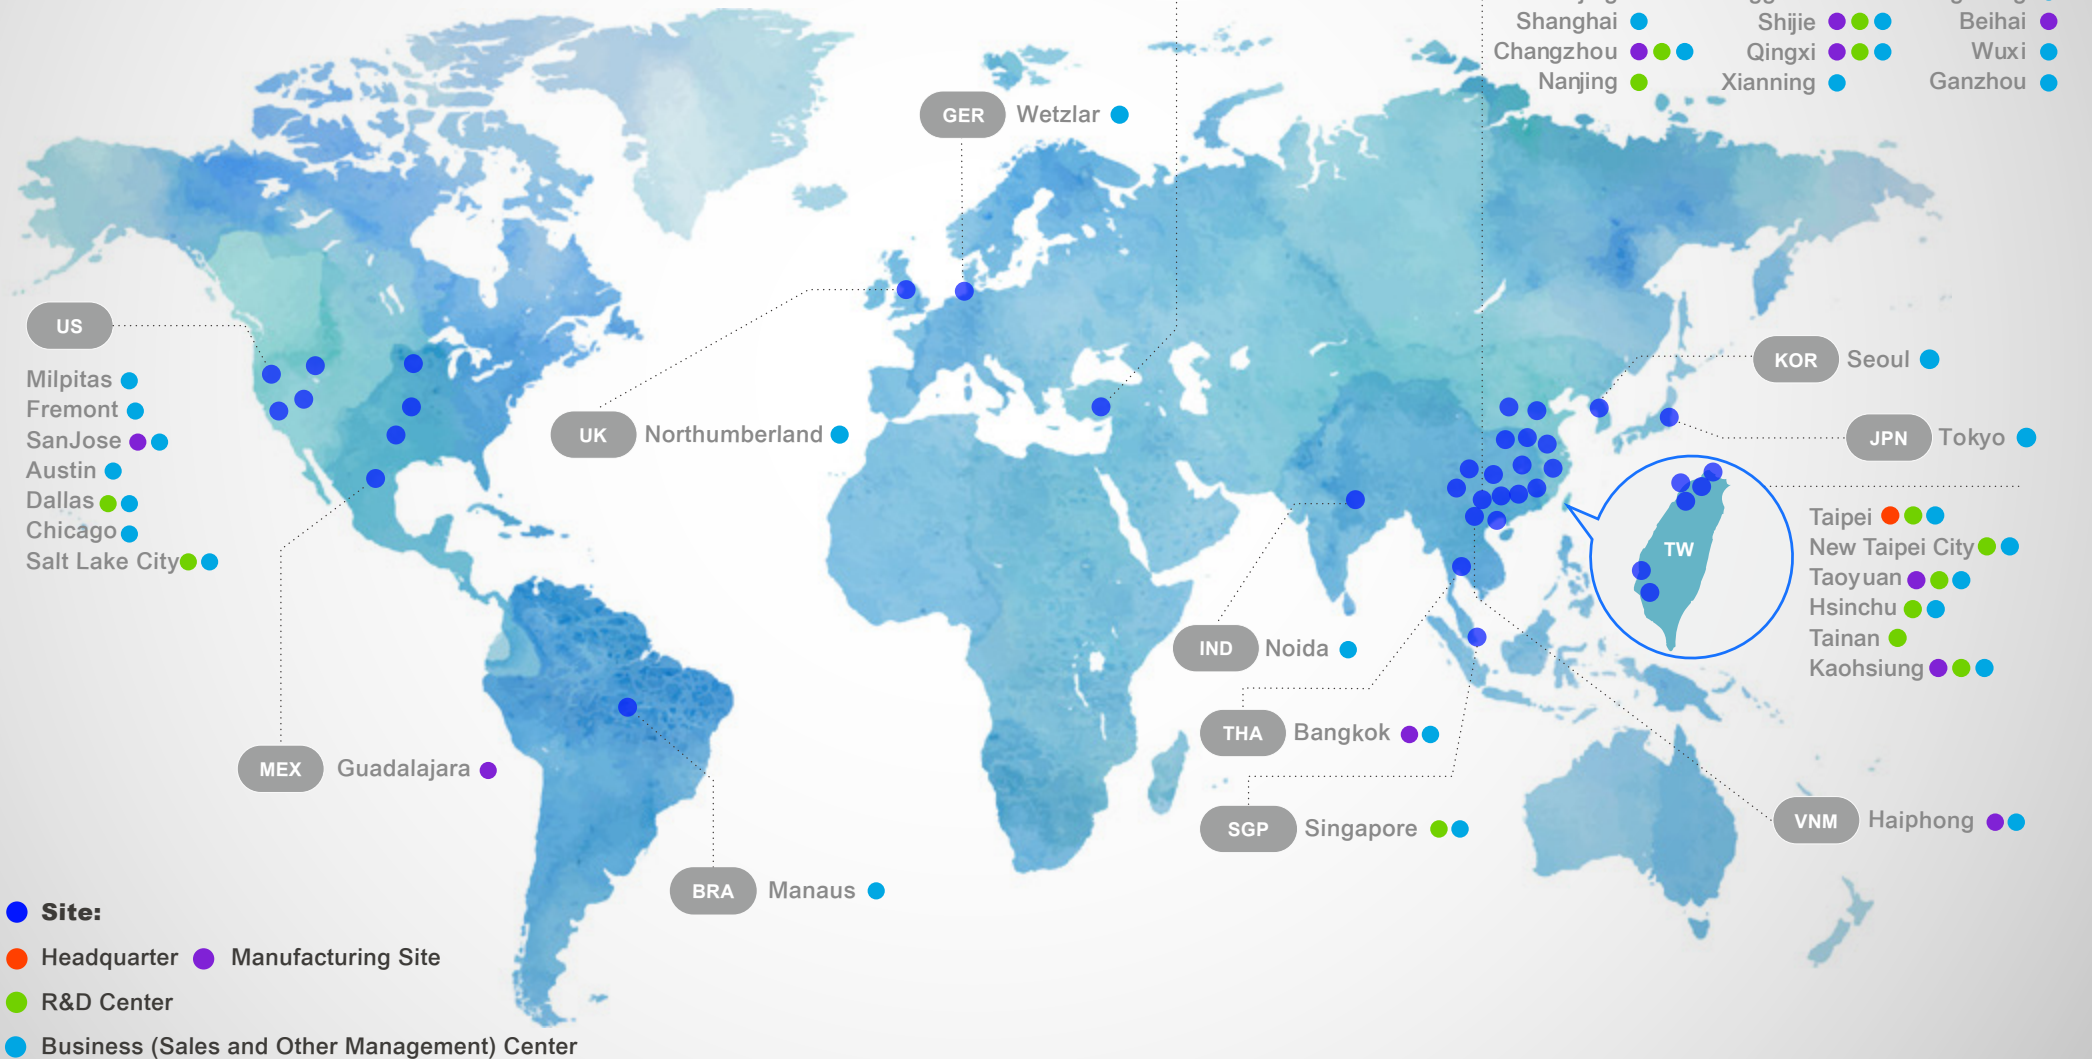 Shanghai
Shijie
Beihai
Changzhou
Qingxi
Wuxi
Nanjing
Xianning
Ganzhou
GER Wetzlar
US
Milpitas
Fremont
SanJose
Austin
Dallas
Chicago
Salt Lake City
UK Northumberland
KOR Seoul
JPN Tokyo
TW
Taipei
New Taipei City
Taoyuan
Hsinchu
Tainan
Kaohsiung
IND Noida
THA Bangkok
SGP Singapore
VNM Haiphong
MEX Guadalajara
BRA Manaus
Site:
Headquarter Manufacturing Site
R&D Center
Business (Sales and Other Management) Center